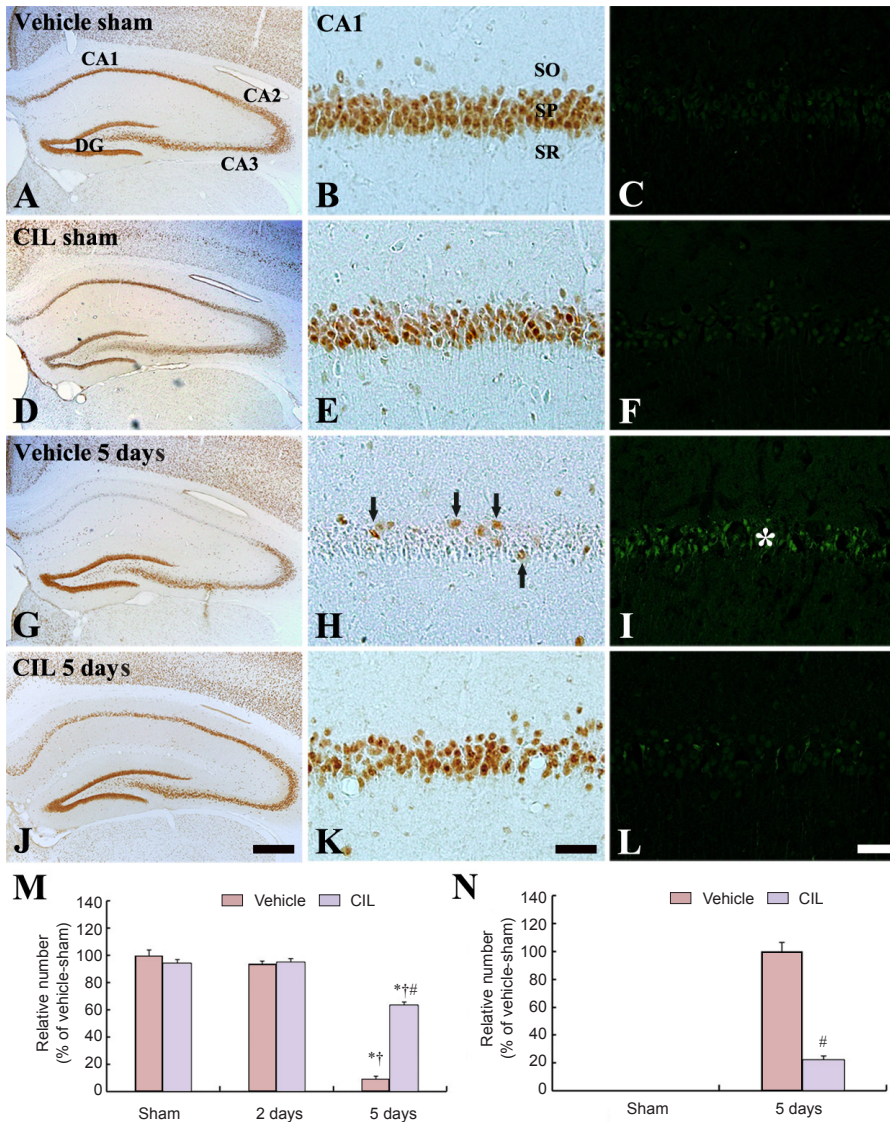 Vehicle sham
CA1
CA2
DG
CA3
A
CA1
SO
SP
SR
B
C
CIL sham
D
E
F
Vehicle 5 days
G
H
*
I
CIL 5 days
J
K
L
M
Vehicle CIL
Relative number
(% of vehicle-sham)
140
120
100
80
60
40
20
0
*†
*†#
Sham 2 days 5 days
N
Vehicle CIL
Relative number
(% of vehicle-sham)
140
120
100
80
60
40
20
0
#
Sham 5 days